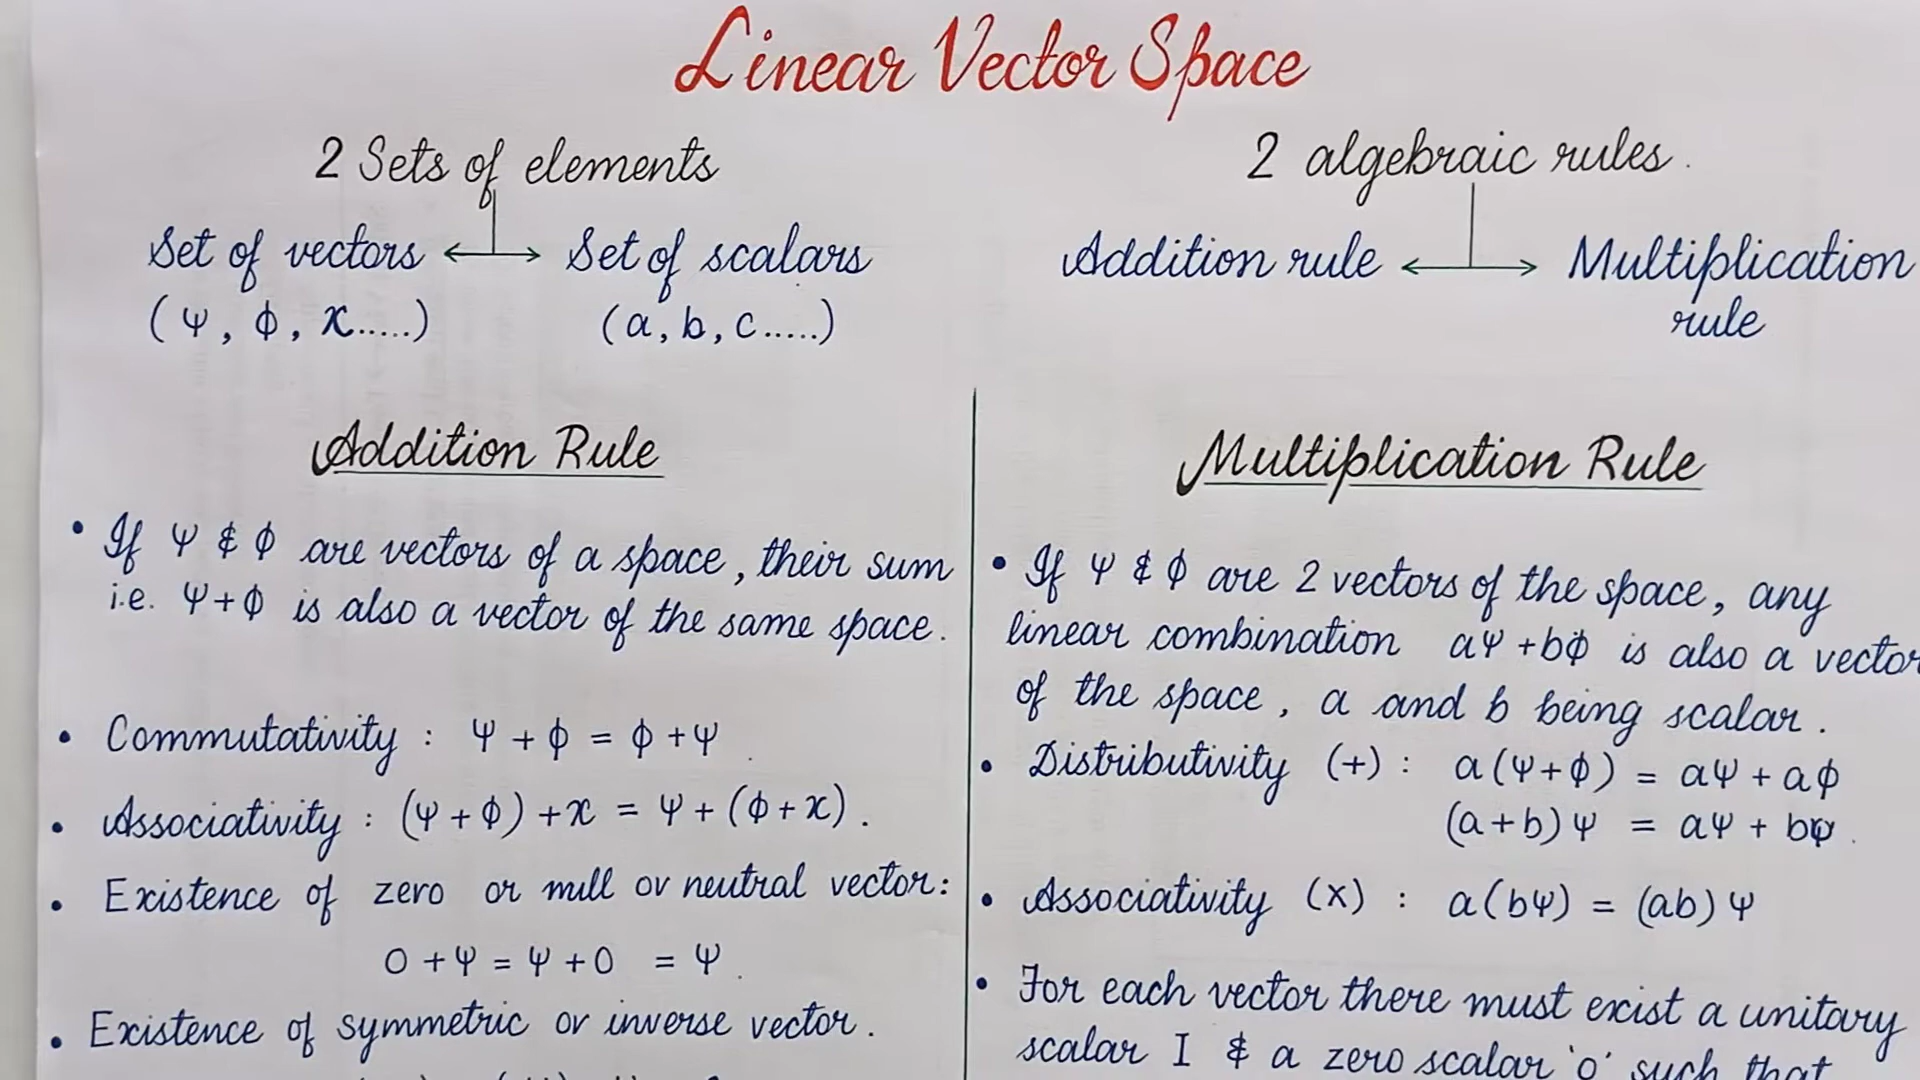 Linear Vector Space
2 Sets of elements
Set of vectors ←→ Set of scalars
(ψ, ϕ, x.....) (a, b, c.....)
2 algebraic rules.
Addition rule ←→ Multiplication
rule
Addition Rule
• If ψ & ϕ are vectors of a space, their sum
i.e. ψ+ϕ is also a vector of the same space.
• Commutativity : ψ + ϕ = ϕ + ψ
• Associativity : (ψ + ϕ) + x = ψ + (ϕ + x).
• Existence of zero or null or neutral vector:
0 + ψ = ψ + 0 = ψ.
• Existence of symmetric or inverse vector.
Multiplication Rule
• If ψ & ϕ are 2 vectors of the space, any
linear combination aψ + bϕ is also a vector
of the space, a and b being scalar.
• Distributivity (+) : a(ψ+ϕ) = aψ + aϕ
(a+b)ψ = aψ + bψ.
• Associativity (x) : a(bψ) = (ab)ψ
• For each vector there must exist a unitary
scalar I & a zero scalar 'o' such that